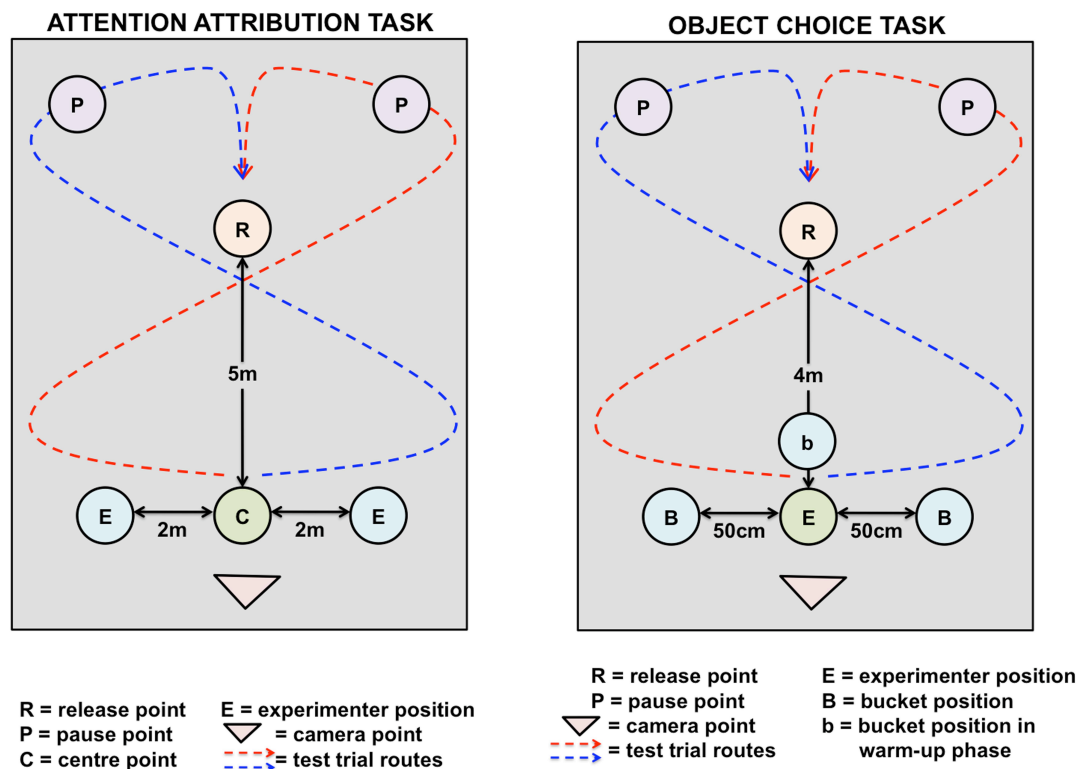 ATTENTION ATTRIBUTION TASK
P
P
R
5m
E
2m
C
2m
E
R = release point
P = pause point
C = centre point
E = experimenter position
= camera point
= test trial routes
OBJECT CHOICE TASK
P
P
R
4m
b
B
50cm
E
50cm
B
R = release point
P = pause point
= camera point
= test trial routes
E = experimenter position
B = bucket position
b = bucket position in
warm-up phase